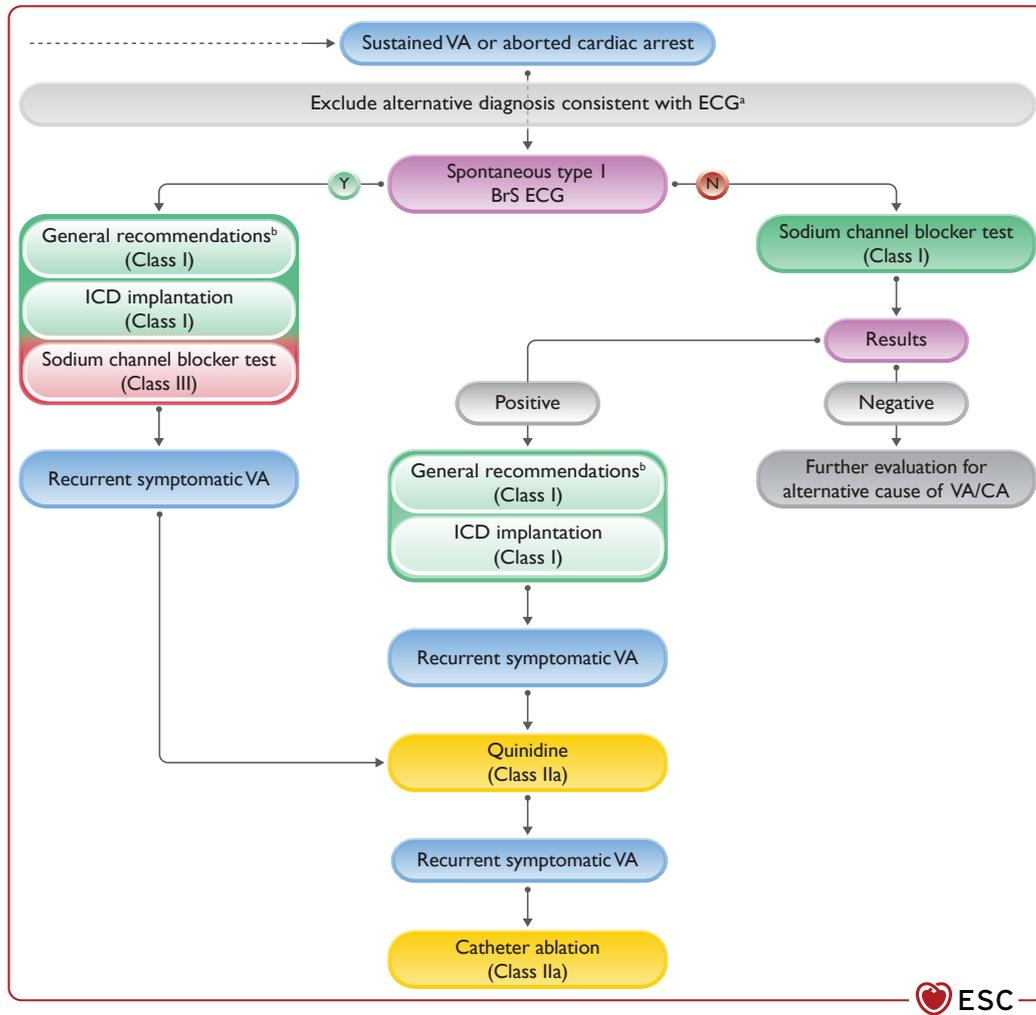 Sustained VA or aborted cardiac arrest
Exclude alternative diagnosis consistent with ECGᵃ
Spontaneous type 1
BrS ECG
Y
N
General recommendationsᵇ
(Class I)
ICD implantation
(Class I)
Sodium channel blocker test
(Class III)
Sodium channel blocker test
(Class I)
Results
Positive
Negative
Recurrent symptomatic VA
General recommendationsᵇ
(Class I)
ICD implantation
(Class I)
Further evaluation for
alternative cause of VA/CA
Recurrent symptomatic VA
Quinidine
(Class IIa)
Recurrent symptomatic VA
Catheter ablation
(Class IIa)
ESC